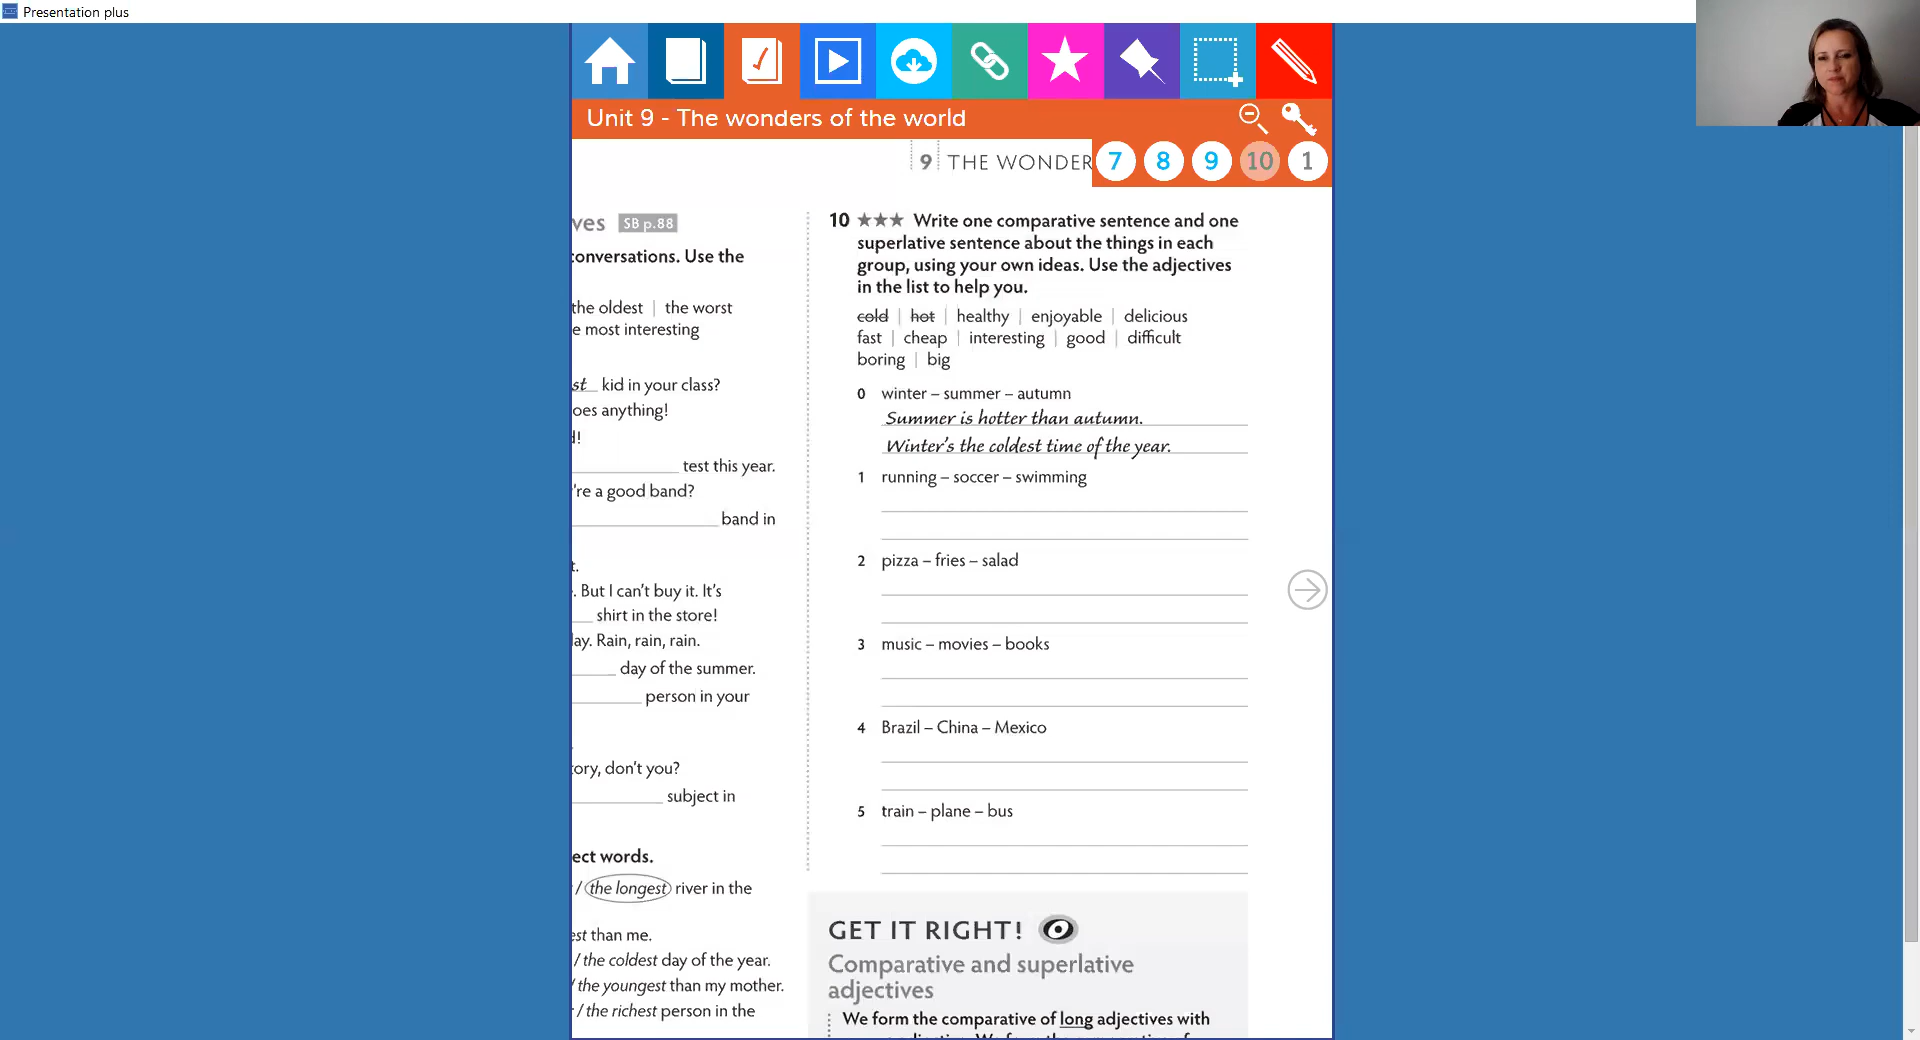 Presentation plus
Unit 9 - The wonders of the world
9 THE WONDER
7 8 9 10 1
ves SB p.88
conversations. Use the
the oldest | the worst
e most interesting
st kid in your class?
oes anything!
d!
test this year.
're a good band?
band in
t.
. But I can't buy it. It's
shirt in the store!
lay. Rain, rain, rain.
day of the summer.
person in your
tory, don't you?
subject in
ect words.
/ the longest river in the
est than me.
/ the coldest day of the year.
/ the youngest than my mother.
/ the richest person in the
10 ★★★ Write one comparative sentence and one
superlative sentence about the things in each
group, using your own ideas. Use the adjectives
in the list to help you.
cold | hot | healthy | enjoyable | delicious
fast | cheap | interesting | good | difficult
boring | big
0 winter – summer – autumn
Summer is hotter than autumn.
Winter's the coldest time of the year.
1 running – soccer – swimming
2 pizza – fries – salad
3 music – movies – books
4 Brazil – China – Mexico
5 train – plane – bus
GET IT RIGHT!
Comparative and superlative
adjectives
We form the comparative of long adjectives with